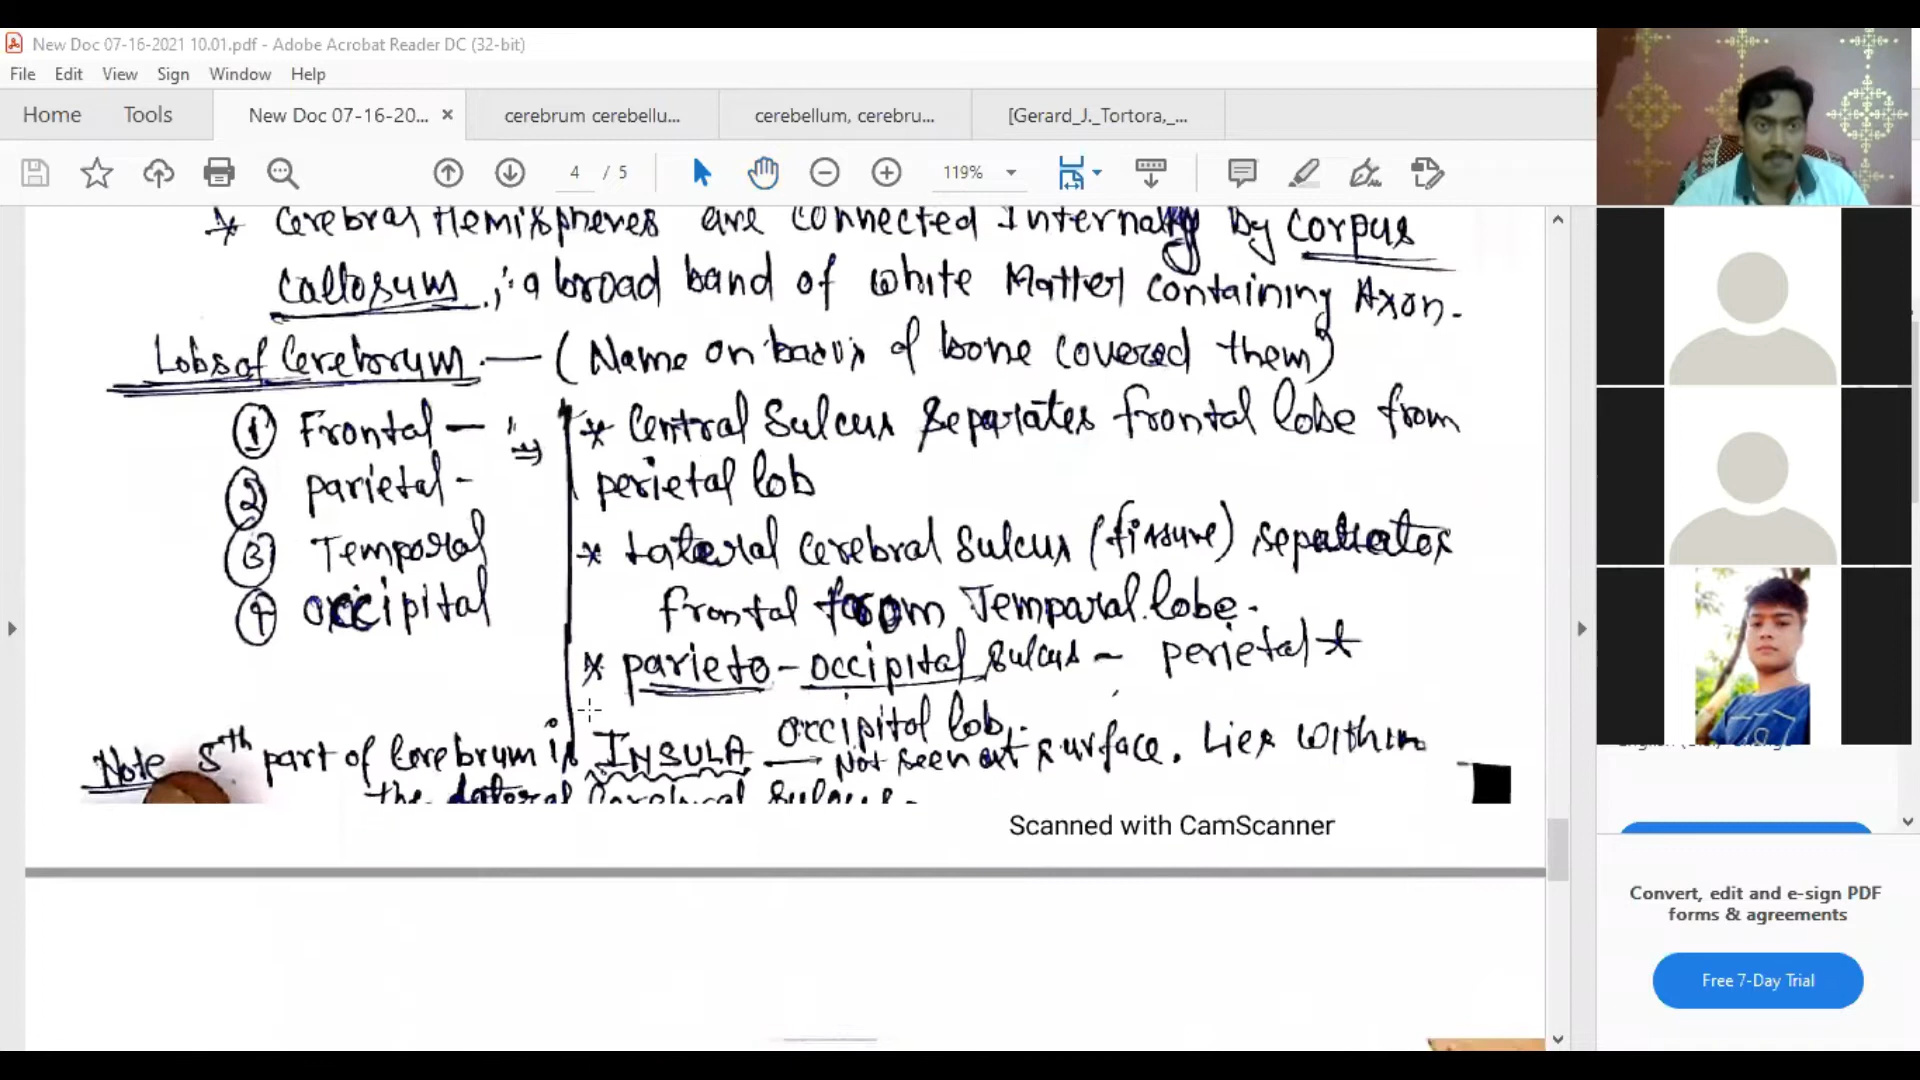 New Doc 07-16-2021 10.01.pdf - Adobe Acrobat Reader DC (32-bit)
File Edit View Sign Window Help
Home Tools New Doc 07-16-20... × cerebrum cerebellu... cerebellum, cerebru... [Gerard_J._Tortora,_...
4 / 5 119%
* Cerebral Hemispheres are connected Internally by Corpus
Callosum, a broad band of white Matter containing Axon.
Lobs of Cerebrum — (Name on basis of bone covered them)
① Frontal —
② parietal -
③ Temporal
④ occipital
* Central Sulcus Separates frontal lobe from
perietal lob
* Lateral Cerebral Sulcus (fissure) separates
frontal from Temparal lobe.
* parieto - occipital sulcus - perietal +
occipital lob.
Note 5th part of Cerebrum is INSULA → Not seen at surface. Lies within
the Lateral Cerebral Sulcus.
Scanned with CamScanner
Convert, edit and e-sign PDF
forms & agreements
Free 7-Day Trial